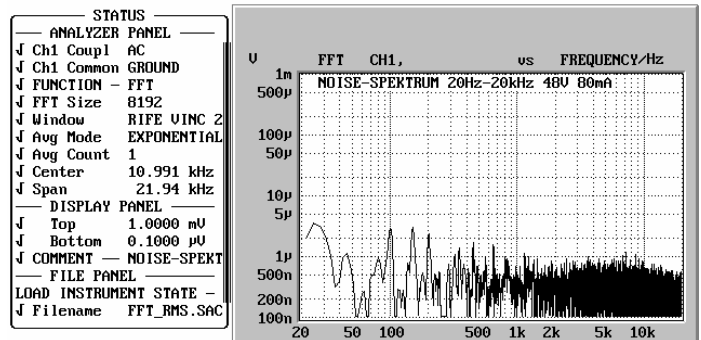 STATUS
ANALYZER PANEL
√ Ch1 Coupl AC
√ Ch1 Common GROUND
√ FUNCTION – FFT
√ FFT Size 8192
√ Window RIFE VINC 2
√ Avg Mode EXPONENTIAL
√ Avg Count 1
√ Center 10.991 kHz
√ Span 21.94 kHz
DISPLAY PANEL
√ Top 1.0000 mV
√ Bottom 0.1000 µV
√ COMMENT — NOISE-SPEKT
FILE PANEL
LOAD INSTRUMENT STATE –
√ Filename FFT_RMS.SAC
V FFT CH1, vs FREQUENCY/Hz
NOISE-SPEKTRUM 20Hz-20kHz 48V 80mA
1m
500µ
100µ
50µ
10µ
5µ
1µ
500n
200n
100n
20 50 100 500 1k 2k 5k 10k